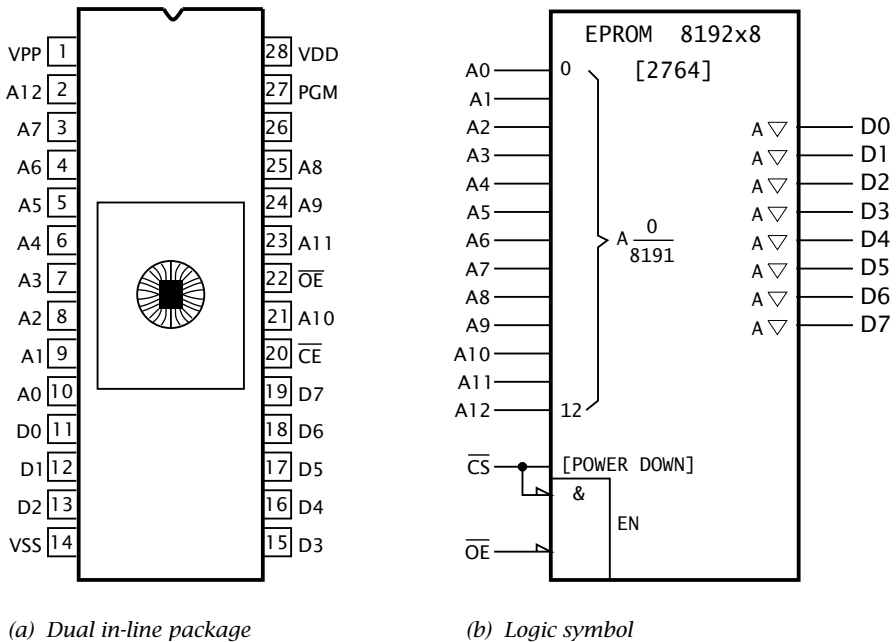 VPP 1 28 VDD
A12 2 27 PGM
A7 3 26
A6 4 25 A8
A5 5 24 A9
A4 6 23 A11
A3 7 22 OE
A2 8 21 A10
A1 9 20 CE
A0 10 19 D7
D0 11 18 D6
D1 12 17 D5
D2 13 16 D4
VSS 14 15 D3
(a) Dual in-line package
EPROM 8192x8
[2764]
A0 0
A1
A2
A3
A4
A5
A6
A7
A8
A9
A10
A11
A12 12
A 0
8191
A ▽ D0
A ▽ D1
A ▽ D2
A ▽ D3
A ▽ D4
A ▽ D5
A ▽ D6
A ▽ D7
CS [POWER DOWN]
&
EN
OE
(b) Logic symbol